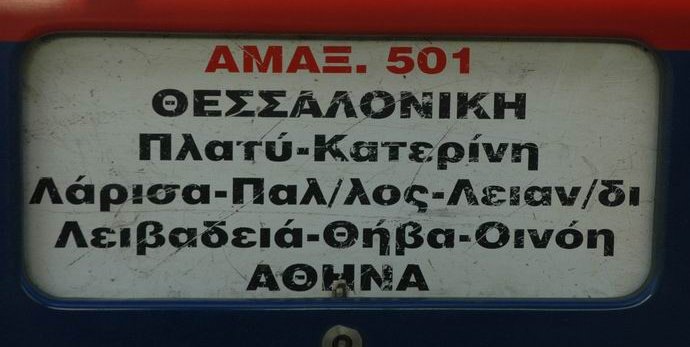 ΑΜΑΞ. 501
ΘΕΣΣΑΛΟΝΙΚΗ
Πλατύ-Κατερίνη
Λάρισα-Παλ/λος-Λειαν/δι
Λειβαδειά-Θήβα-Οινόη
ΑΘΗΝΑ